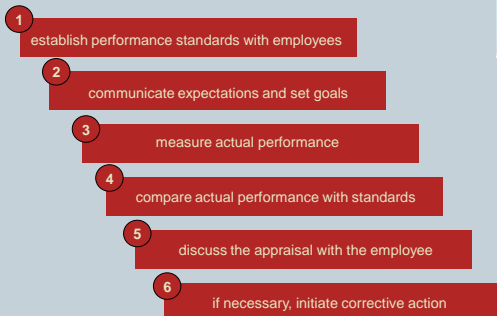 1
establish performance standards with employees
2
communicate expectations and set goals
3
measure actual performance
4
compare actual performance with standards
5
discuss the appraisal with the employee
6
if necessary, initiate corrective action